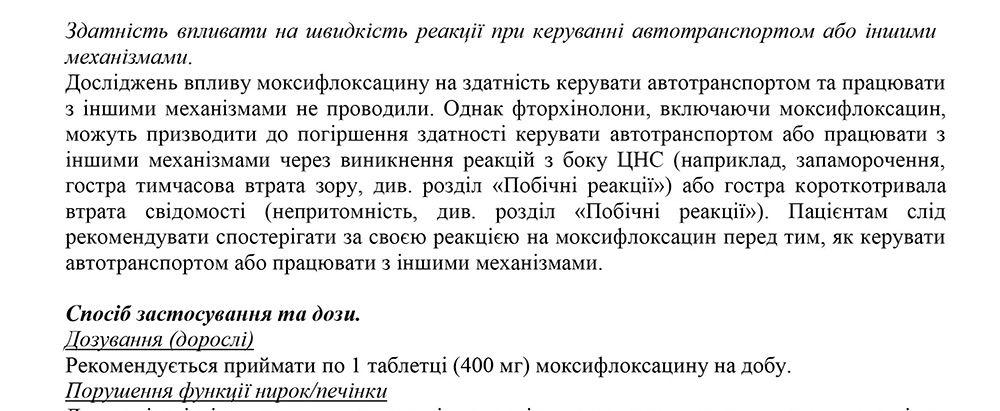 Здатність впливати на швидкість реакції при керуванні автотранспортом або іншими
механізмами.
Досліджень впливу моксифлоксацину на здатність керувати автотранспортом та працювати
з іншими механізмами не проводили. Однак фторхінолони, включаючи моксифлоксацин,
можуть призводити до погіршення здатності керувати автотранспортом або працювати з
іншими механізмами через виникнення реакцій з боку ЦНС (наприклад, запаморочення,
гостра тимчасова втрата зору, див. розділ «Побічні реакції») або гостра короткотривала
втрата свідомості (непритомність, див. розділ «Побічні реакції»). Пацієнтам слід
рекомендувати спостерігати за своєю реакцією на моксифлоксацин перед тим, як керувати
автотранспортом або працювати з іншими механізмами.
Спосіб застосування та дози.
Дозування (дорослі)
Рекомендується приймати по 1 таблетці (400 мг) моксифлоксацину на добу.
Порушення функції нирок/печінки